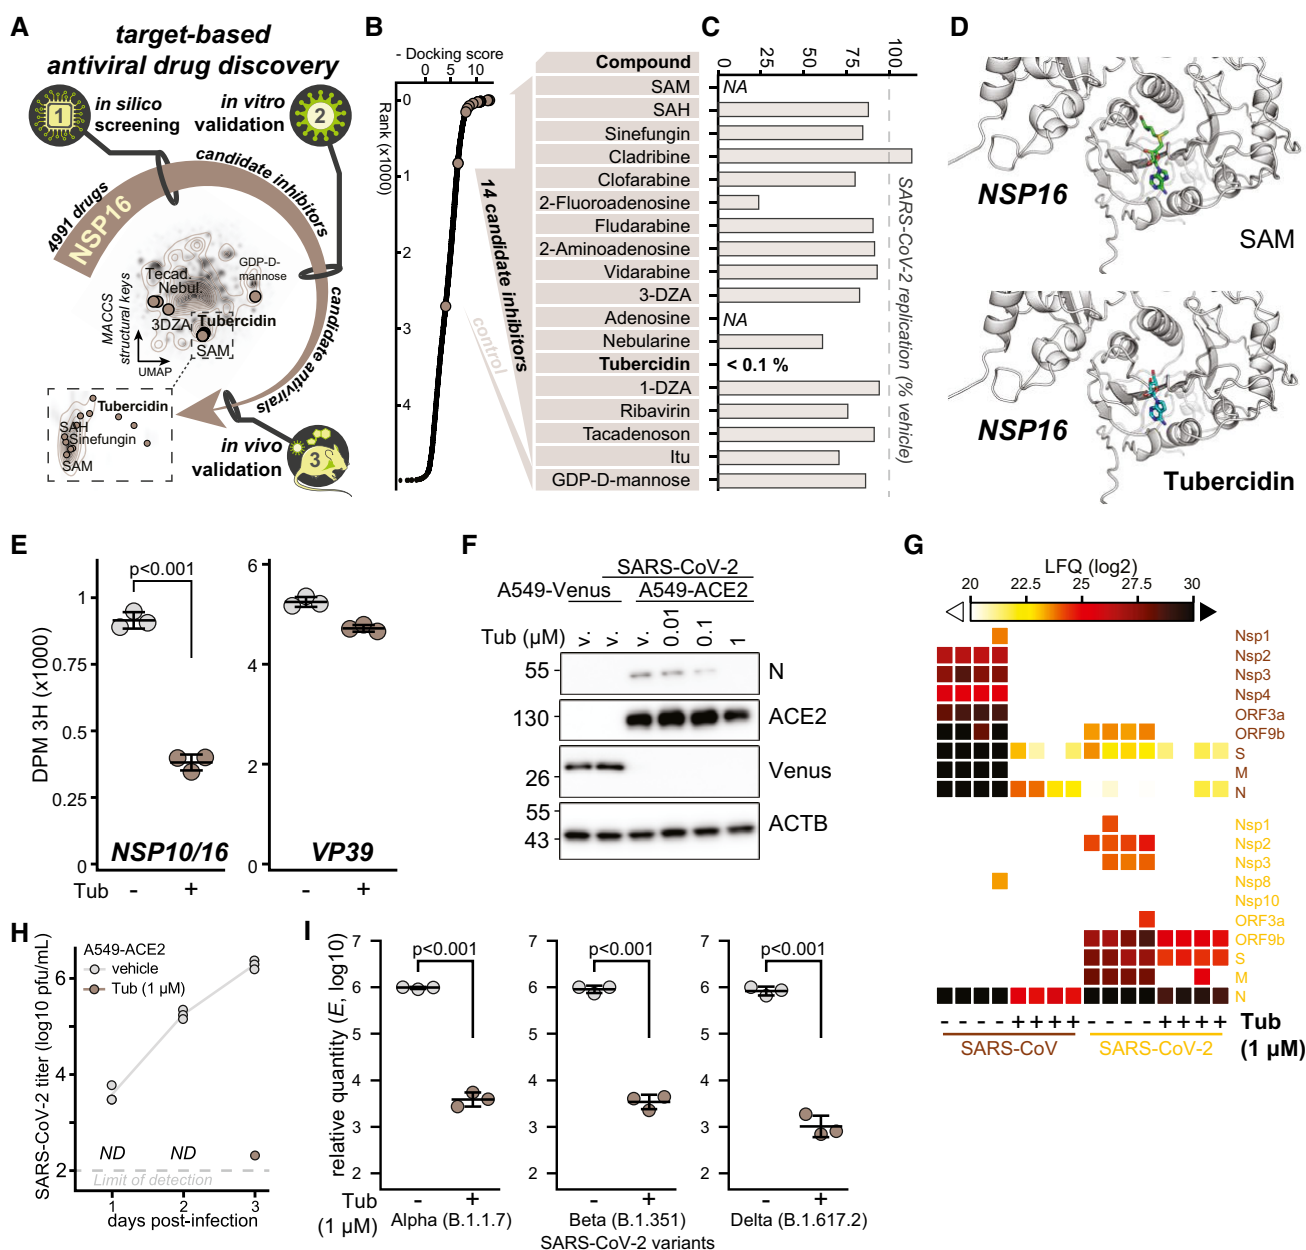 A
target-based
antiviral drug discovery
1
in silico
screening
in vitro
validation
2
candidate inhibitors
4991 drugs
NSP16
MACCS
structural keys
Tecad.
Nebul.
3DZA
GDP-D-
mannose
Tubercidin
SAM
UMAP
candidate antivirals
Tubercidin
SAH
Sinefungin
SAM
in vivo
validation
3
B
- Docking score
0 5 10
Rank (x1000)
0
1
2
3
4
14 candidate inhibitors
control
Compound
SAM
SAH
Sinefungin
Cladribine
Clofarabine
2-Fluoroadenosine
Fludarabine
2-Aminoadenosine
Vidarabine
3-DZA
Adenosine
Nebularine
Tubercidin
1-DZA
Ribavirin
Tacadenoson
Itu
GDP-D-mannose
C
0 25 50 75 100
NA
NA
< 0.1 %
SARS-CoV-2 replication (% vehicle)
D
NSP16
SAM
NSP16
Tubercidin
E
DPM 3H (x1000)
1
0.75
0.5
0.25
0
p<0.001
NSP10/16
6
4
2
0
VP39
Tub - + - +
F
SARS-CoV-2
A549-Venus A549-ACE2
Tub (µM) v. v. v. 0.01 0.1 1
55 N
130 ACE2
26 Venus
55
43 ACTB
G
LFQ (log2)
20 22.5 25 27.5 30
Nsp1
Nsp2
Nsp3
Nsp4
ORF3a
ORF9b
S
M
N
Nsp1
Nsp2
Nsp3
Nsp8
Nsp10
ORF3a
ORF9b
S
M
N
- - - - + + + + - - - - + + + + Tub
SARS-CoV SARS-CoV-2 (1 µM)
H
SARS-CoV-2 titer (log10 pfu/mL)
A549-ACE2
vehicle
Tub (1 µM)
6
4
2
ND ND
Limit of detection
1 2 3
days post-infection
I
relative quantity (E, log10)
7
6
5
4
3
2
p<0.001
7
6
5
4
3
2
p<0.001
7
6
5
4
3
2
p<0.001
Tub - + - + - +
(1 µM) Alpha (B.1.1.7) Beta (B.1.351) Delta (B.1.617.2)
SARS-CoV-2 variants